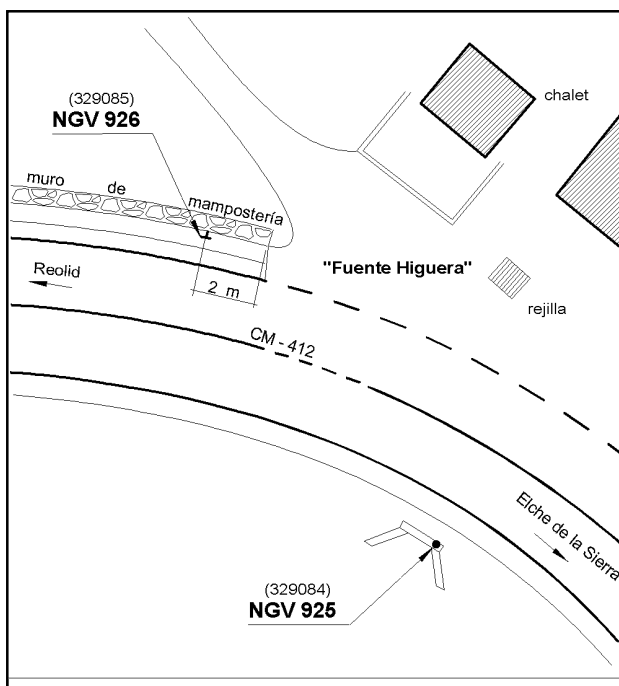 chalet
(329085)
NGV 926
muro de mampostería
"Fuente Higuera"
Reolid
2 m
rejilla
CM - 412
Elche de la Sierra
(329084)
NGV 925